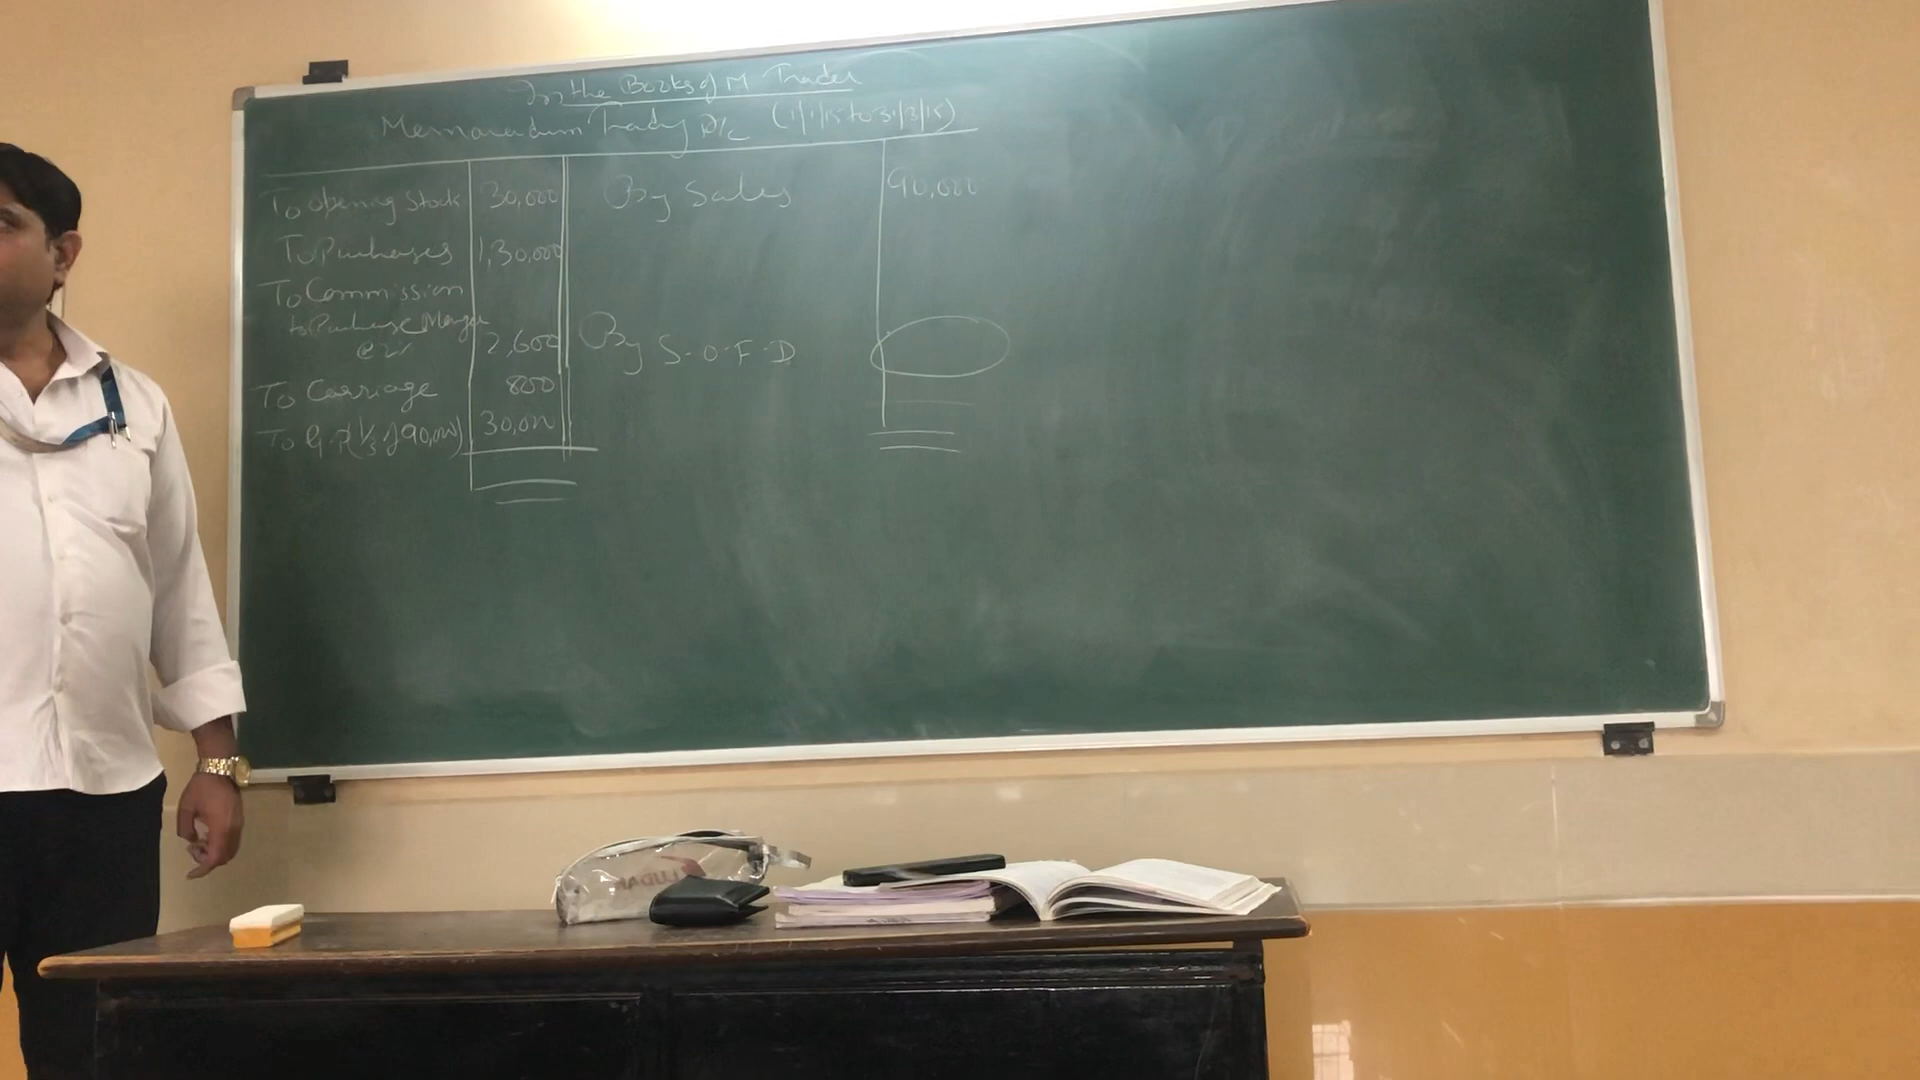 In the Books of M Trader
Memorandum Trading A/c (1/1/15 to 31/3/15)
To Opening Stock 30,000 By Sales 90,000
To Purchases 1,30,000
To Commission
to Purchase Manager
@ 2% 2,600 By S.O.F.D
To Carriage 800
To G.P (1/3 of 90,000) 30,000